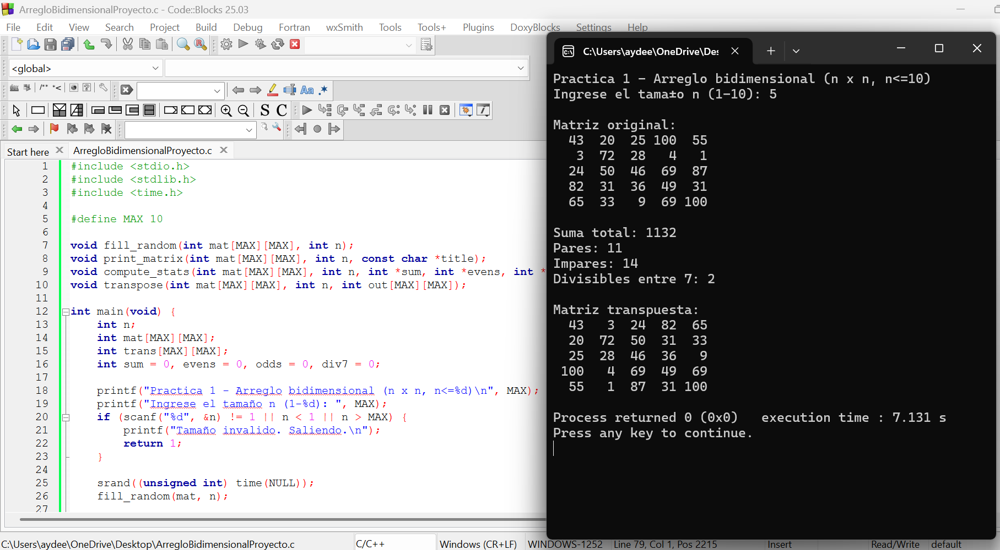 ArregloBidimensionalProyecto.c - Code::Blocks 25.03
File Edit View Search Project Build Debug Fortran wxSmith Tools Tools+ Plugins DoxyBlocks Settings Help
<global>
/** *<
Aa .*
S C
Start here ArregloBidimensionalProyecto.c
1 #include <stdio.h>
2 #include <stdlib.h>
3 #include <time.h>
4
5 #define MAX 10
6
7 void fill_random(int mat[MAX][MAX], int n);
8 void print_matrix(int mat[MAX][MAX], int n, const char *title);
9 void compute_stats(int mat[MAX][MAX], int n, int *sum, int *evens, int *
10 void transpose(int mat[MAX][MAX], int n, int out[MAX][MAX]);
11
12 int main(void) {
13 int n;
14 int mat[MAX][MAX];
15 int trans[MAX][MAX];
16 int sum = 0, evens = 0, odds = 0, div7 = 0;
17
18 printf("Practica 1 - Arreglo bidimensional (n x n, n<=%d)\n", MAX);
19 printf("Ingrese el tamaño n (1-%d): ", MAX);
20 if (scanf("%d", &n) != 1 || n < 1 || n > MAX) {
21 printf("Tamaño invalido. Saliendo.\n");
22 return 1;
23 }
24
25 srand((unsigned int) time(NULL));
26 fill_random(mat, n);
27
C:\Users\aydee\OneDrive\Desktop\ArregloBidimensionalProyecto.c C/C++ Windows (CR+LF) WINDOWS-1252 Line 79, Col 1, Pos 2215 Insert Read/Write default
C:\Users\aydee\OneDrive\Des
Practica 1 - Arreglo bidimensional (n x n, n<=10)
Ingrese el tama±o n (1-10): 5
Matriz original:
43 20 25 100 55
3 72 28 4 1
24 50 46 69 87
82 31 36 49 31
65 33 9 69 100
Suma total: 1132
Pares: 11
Impares: 14
Divisibles entre 7: 2
Matriz transpuesta:
43 3 24 82 65
20 72 50 31 33
25 28 46 36 9
100 4 69 49 69
55 1 87 31 100
Process returned 0 (0x0) execution time : 7.131 s
Press any key to continue.